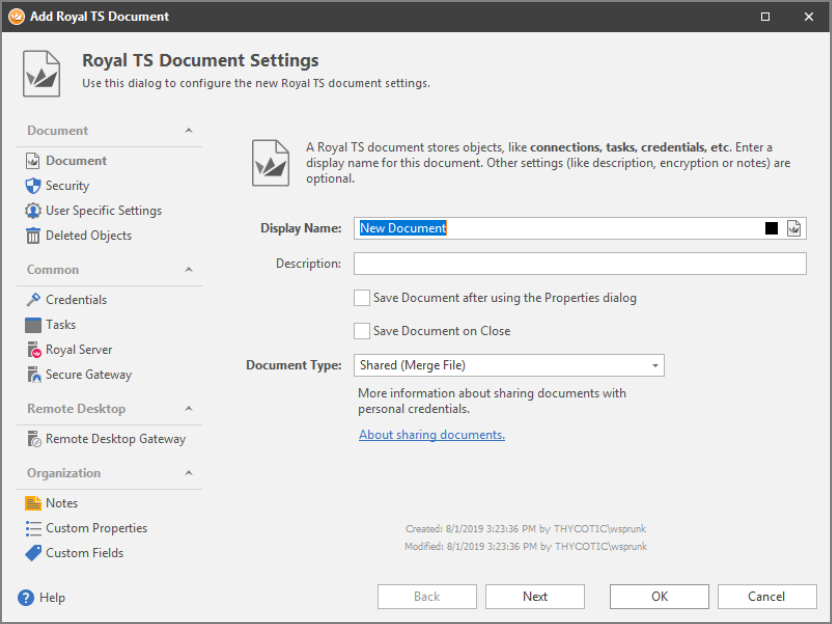 Add Royal TS Document
Royal TS Document Settings
Use this dialog to configure the new Royal TS document settings.
Document
Document
Security
User Specific Settings
Deleted Objects
Common
Credentials
Tasks
Royal Server
Secure Gateway
Remote Desktop
Remote Desktop Gateway
Organization
Notes
Custom Properties
Custom Fields
A Royal TS document stores objects, like connections, tasks, credentials, etc. Enter a
display name for this document. Other settings (like description, encryption or notes) are
optional.
Display Name: New Document
Description:
Save Document after using the Properties dialog
Save Document on Close
Document Type: Shared (Merge File)
More information about sharing documents with
personal credentials.
About sharing documents.
Created: 8/1/2019 3:23:36 PM by THYCOTIC\wsprunk
Modified: 8/1/2019 3:23:36 PM by THYCOTIC\wsprunk
Help
Back Next OK Cancel